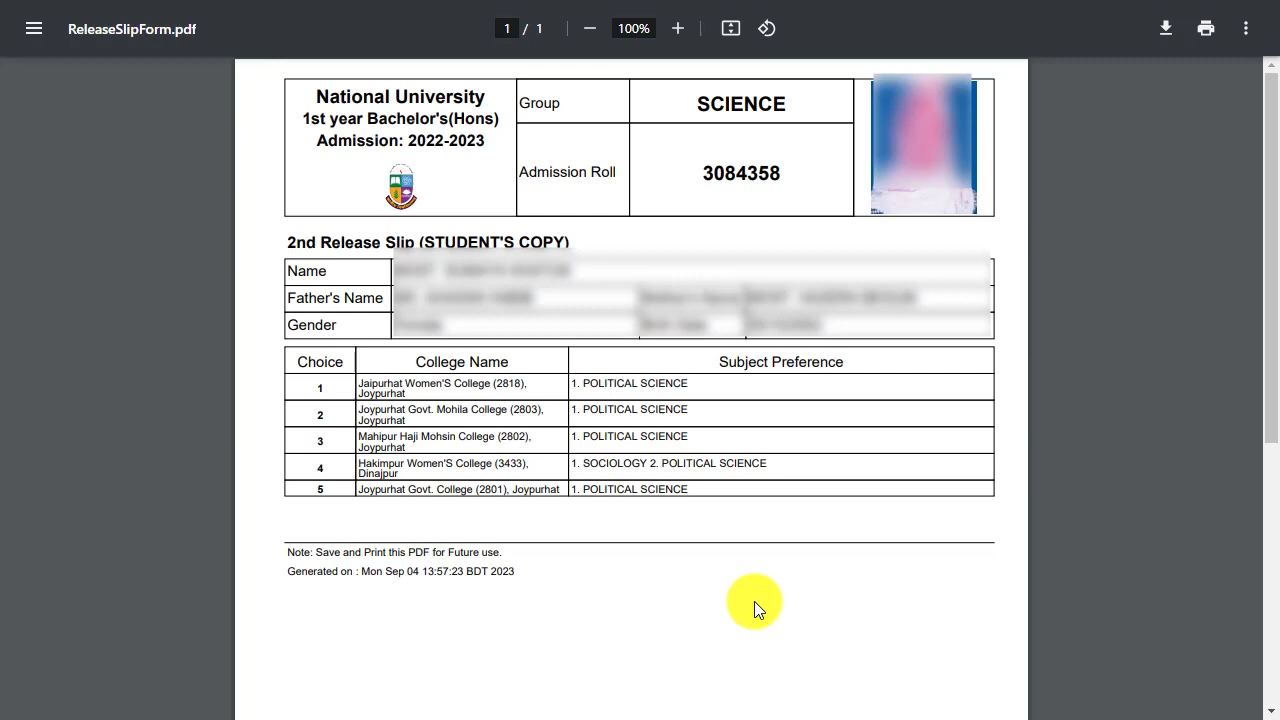 ReleaseSlipForm.pdf
1 / 1
100%
National University
1st year Bachelor's(Hons)
Admission: 2022-2023
Group
SCIENCE
Admission Roll
3084358
2nd Release Slip (STUDENT'S COPY)
Name
Father's Name
Gender
Choice College Name Subject Preference
1 Jaipurhat Women'S College (2818), 1. POLITICAL SCIENCE
Joypurhat
2 Joypurhat Govt. Mohila College (2803), 1. POLITICAL SCIENCE
Joypurhat
3 Mahipur Haji Mohsin College (2802), 1. POLITICAL SCIENCE
Joypurhat
4 Hakimpur Women'S College (3433), 1. SOCIOLOGY 2. POLITICAL SCIENCE
Dinajpur
5 Joypurhat Govt. College (2801), Joypurhat 1. POLITICAL SCIENCE
Note: Save and Print this PDF for Future use.
Generated on : Mon Sep 04 13:57:23 BDT 2023